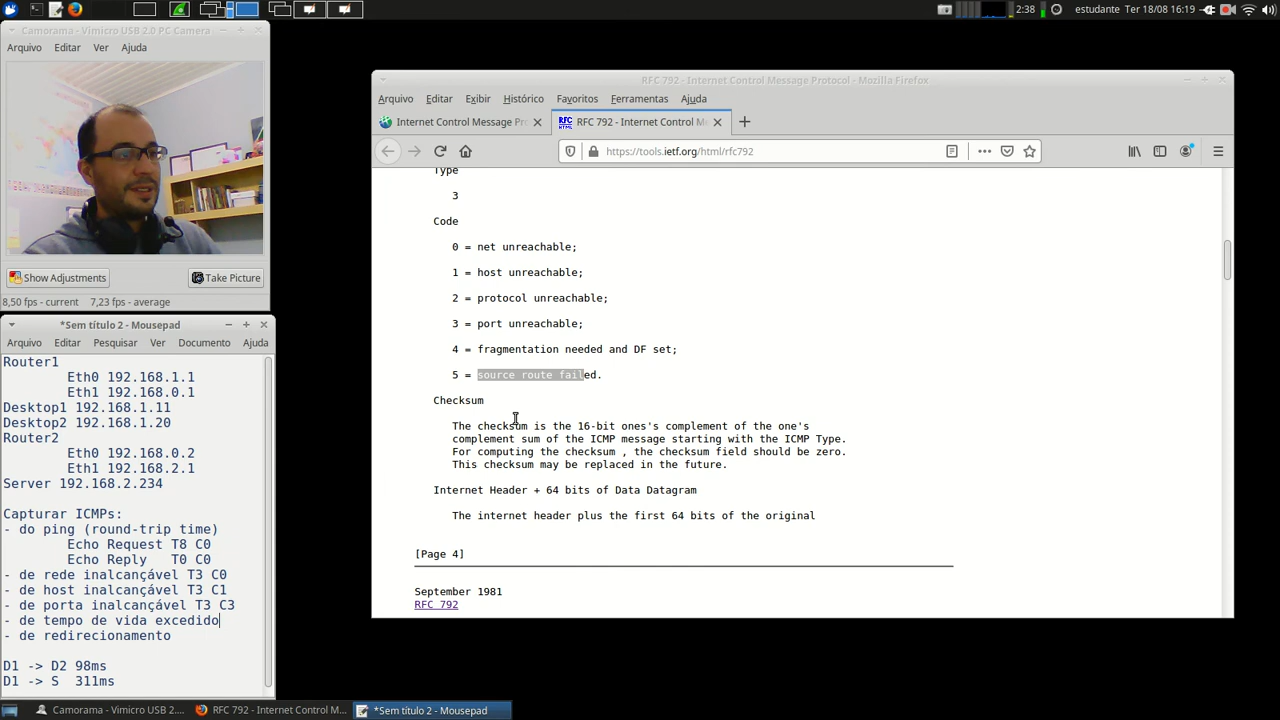 2:38 estudante Ter 18/08 16:19
Camorama - Vimicro USB 2.0 PC Camera
Arquivo Editar Ver Ajuda
Show Adjustments Take Picture
8,50 fps - current 7,23 fps - average
*Sem título 2 - Mousepad
Arquivo Editar Pesquisar Ver Documento Ajuda
Router1
Eth0 192.168.1.1
Eth1 192.168.0.1
Desktop1 192.168.1.11
Desktop2 192.168.1.20
Router2
Eth0 192.168.0.2
Eth1 192.168.2.1
Server 192.168.2.234
Capturar ICMPs:
- do ping (round-trip time)
Echo Request T8 C0
Echo Reply T0 C0
- de rede inalcançável T3 C0
- de host inalcançável T3 C1
- de porta inalcançável T3 C3
- de tempo de vida excedido
- de redirecionamento
D1 -> D2 98ms
D1 -> S 311ms
RFC 792 - Internet Control Message Protocol - Mozilla Firefox
Arquivo Editar Exibir Histórico Favoritos Ferramentas Ajuda
Internet Control Message Pr RFC HTML RFC 792 - Internet Control M
https://tools.ietf.org/html/rfc792
Type
3
Code
0 = net unreachable;
1 = host unreachable;
2 = protocol unreachable;
3 = port unreachable;
4 = fragmentation needed and DF set;
5 = source route failed.
Checksum
The checksum is the 16-bit ones's complement of the one's
complement sum of the ICMP message starting with the ICMP Type.
For computing the checksum , the checksum field should be zero.
This checksum may be replaced in the future.
Internet Header + 64 bits of Data Datagram
The internet header plus the first 64 bits of the original
[Page 4]
September 1981
RFC 792
Camorama - Vimicro USB 2.... RFC 792 - Internet Control M... *Sem título 2 - Mousepad